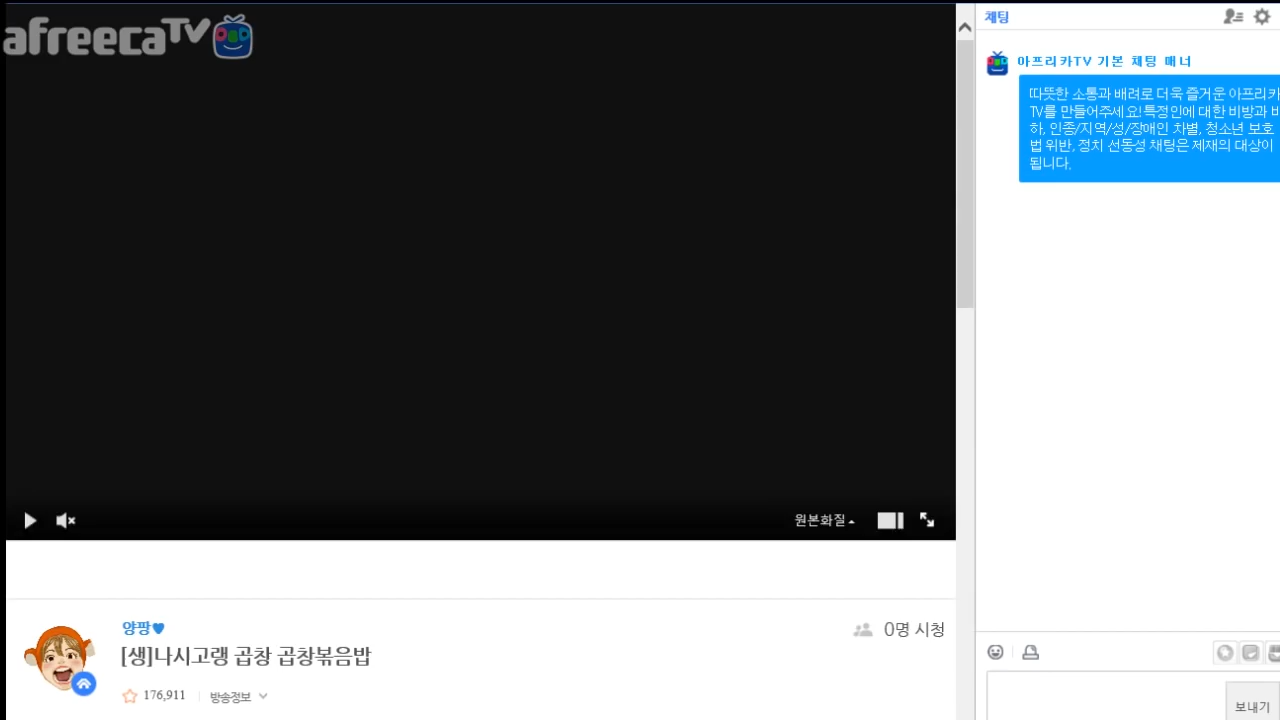 afreecaTV
채팅
아프리카TV 기본 채팅 매너
따뜻한 소통과 배려로 더욱 즐거운 아프리카
TV를 만들어주세요! 특정인에 대한 비방과 비
하, 인종/지역/성/장애인 차별, 청소년 보호
법 위반, 정치 선동성 채팅은 제재의 대상이
됩니다.
원본화질
양팡♥
0명 시청
[생]나시고랭 곱창 곱창볶음밥
176,911
방송정보
보내기